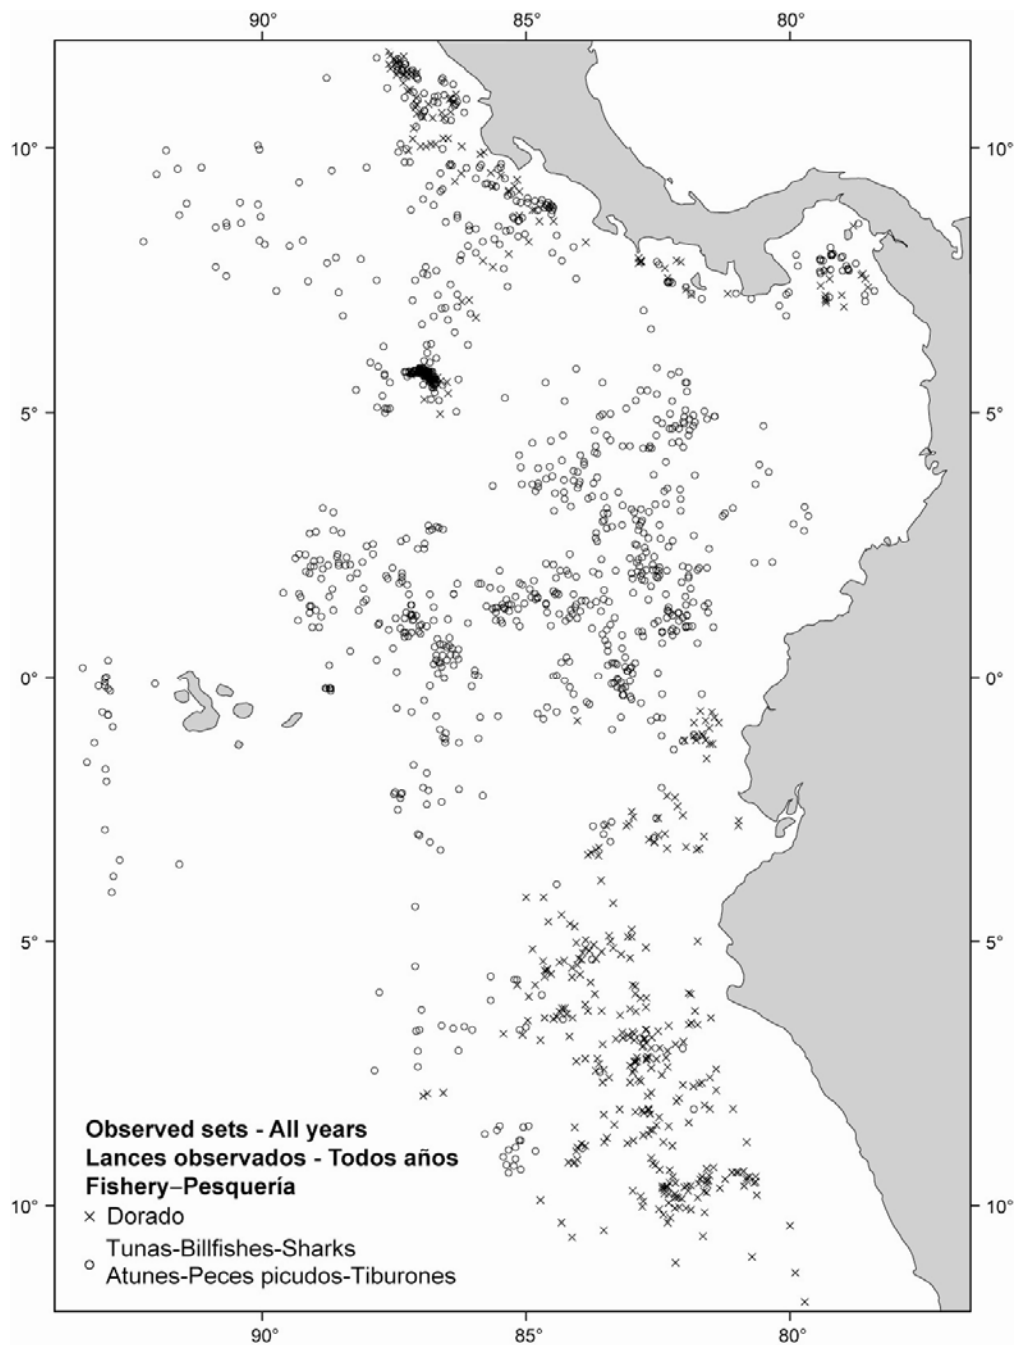 90° 85° 80°
10° 10°
5° 5°
0° 0°
5° 5°
10° 10°
Observed sets - All years
Lances observados - Todos años
Fishery–Pesquería
× Dorado
Tunas-Billfishes-Sharks
○ Atunes-Peces picudos-Tiburones
90° 85° 80°